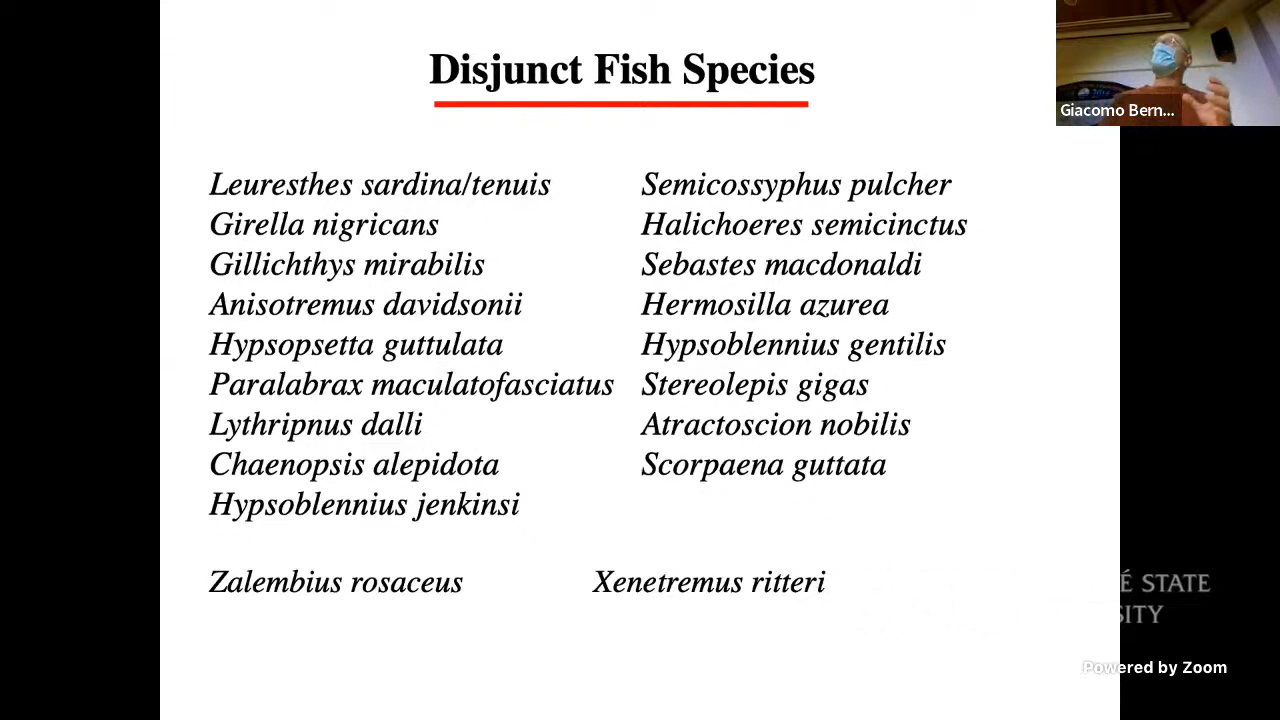 Disjunct Fish Species
Giacomo Bern...
Leuresthes sardina/tenuis
Girella nigricans
Gillichthys mirabilis
Anisotremus davidsonii
Hypsopsetta guttulata
Paralabrax maculatofasciatus
Lythripnus dalli
Chaenopsis alepidota
Hypsoblennius jenkinsi
Semicossyphus pulcher
Halichoeres semicinctus
Sebastes macdonaldi
Hermosilla azurea
Hypsoblennius gentilis
Stereolepis gigas
Atractoscion nobilis
Scorpaena guttata
Zalembius rosaceus
Xenetremus ritteri
É STATE
SITY
Powered by Zoom